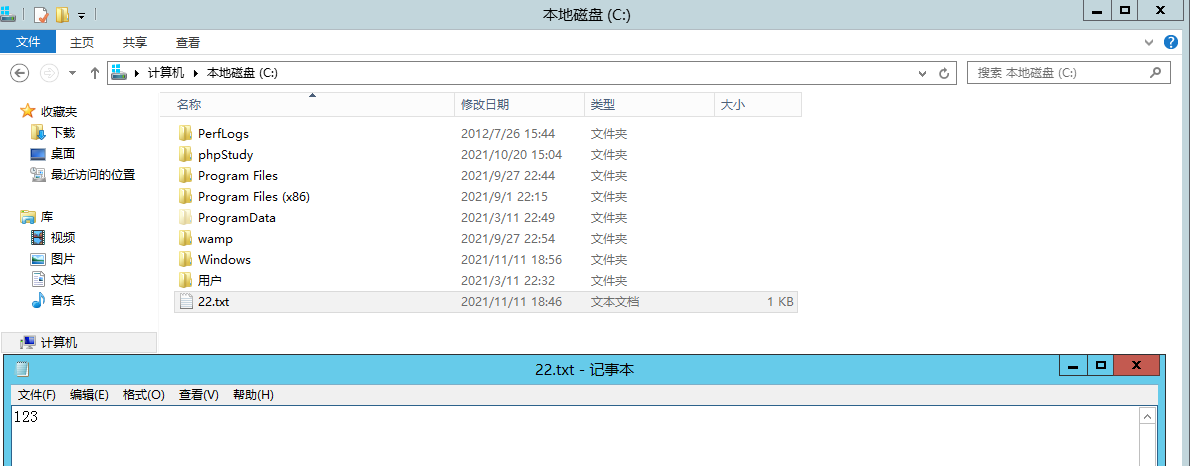 本地磁盘 (C:)
文件 主页 共享 查看
计算机 本地磁盘 (C:) 搜索 本地磁盘 (C:)
收藏夹
下载
桌面
最近访问的位置
库
视频
图片
文档
音乐
计算机
名称 修改日期 类型 大小
PerfLogs 2012/7/26 15:44 文件夹
phpStudy 2021/10/20 15:04 文件夹
Program Files 2021/9/27 22:44 文件夹
Program Files (x86) 2021/9/1 22:15 文件夹
ProgramData 2021/3/11 22:49 文件夹
wamp 2021/9/27 22:54 文件夹
Windows 2021/11/11 18:56 文件夹
用户 2021/3/11 22:32 文件夹
22.txt 2021/11/11 18:46 文本文档 1 KB
22.txt - 记事本
文件(F) 编辑(E) 格式(O) 查看(V) 帮助(H)
123